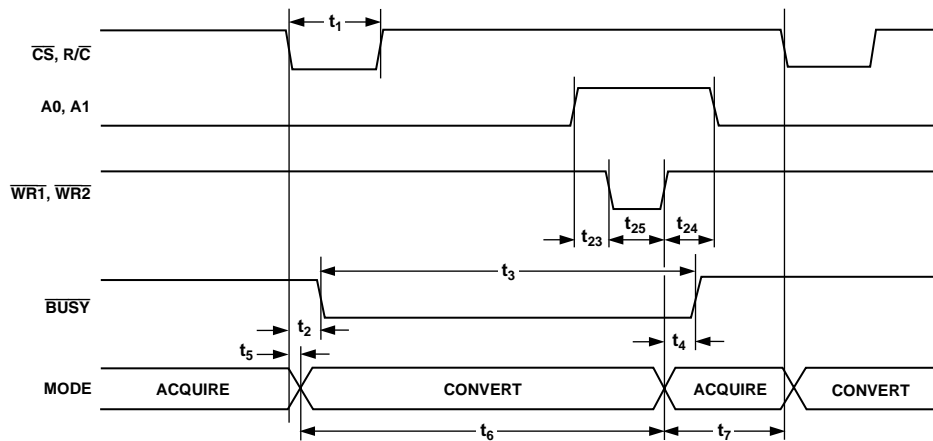 t1
CS, R/C
A0, A1
WR1, WR2
t23
t25
t24
t3
BUSY
t2
t4
t5
MODE
ACQUIRE
CONVERT
ACQUIRE
CONVERT
t6
t7